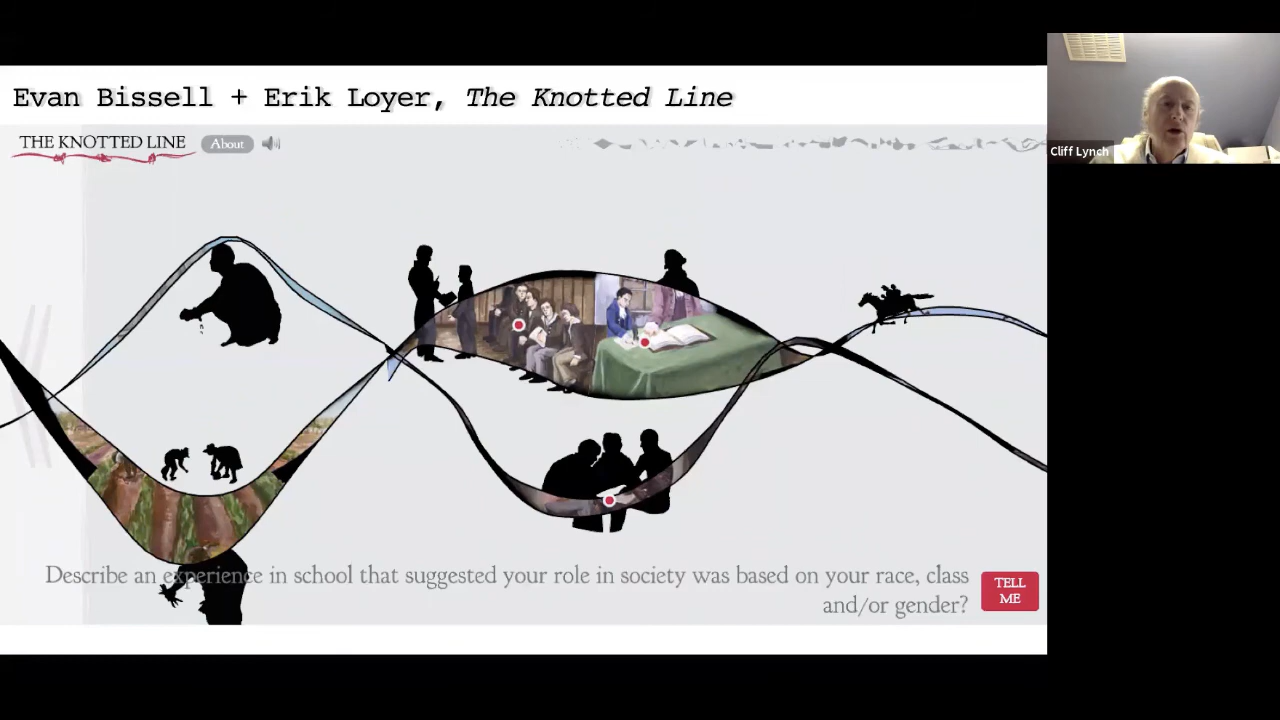 Evan Bissell + Erik Loyer, The Knotted Line
THE KNOTTED LINE
About
Cliff Lynch
Describe an experience in school that suggested your role in society was based on your race, class
and/or gender?
TELL
ME